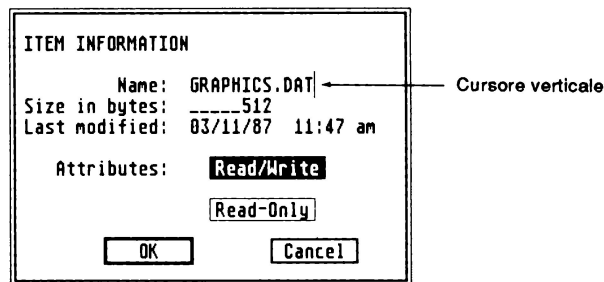 ITEM INFORMATION
Name: GRAPHICS.DAT
Cursore verticale
Size in bytes: _____512
Last modified: 03/11/87 11:47 am
Attributes: Read/Write
Read-Only
OK Cancel